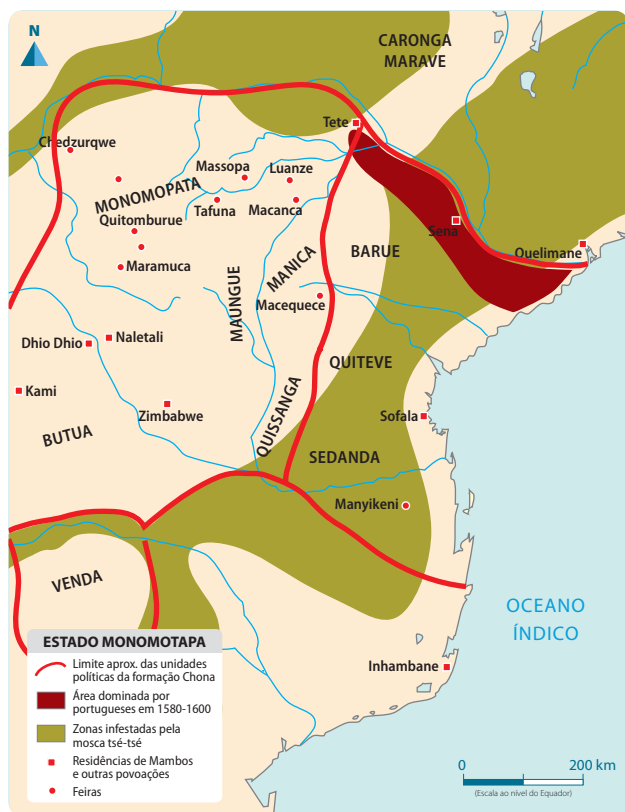 N
CARONGA
MARAVE
Tete
Chedzurqwe
Massopa
Luanze
MONOMOPATA
Tafuna
Macanca
Quitomburue
Sena
BARUE
Quelimane
Maramuca
MANICA
MAUNGUE
Macequece
Naletali
Dhio Dhio
QUITEVE
Kami
Zimbabwe
QUISSANGA
Sofala
BUTUA
SEDANDA
Manyikeni
VENDA
OCEANO
ÍNDICO
ESTADO MONOMOTAPA
Limite aprox. das unidades
políticas da formação Chona
Área dominada por
portugueses em 1580-1600
Zonas infestadas pela
mosca tsé-tsé
Residências de Mambos
e outras povoações
Feiras
Inhambane
0 200 km
(Escala ao nível do Equador)